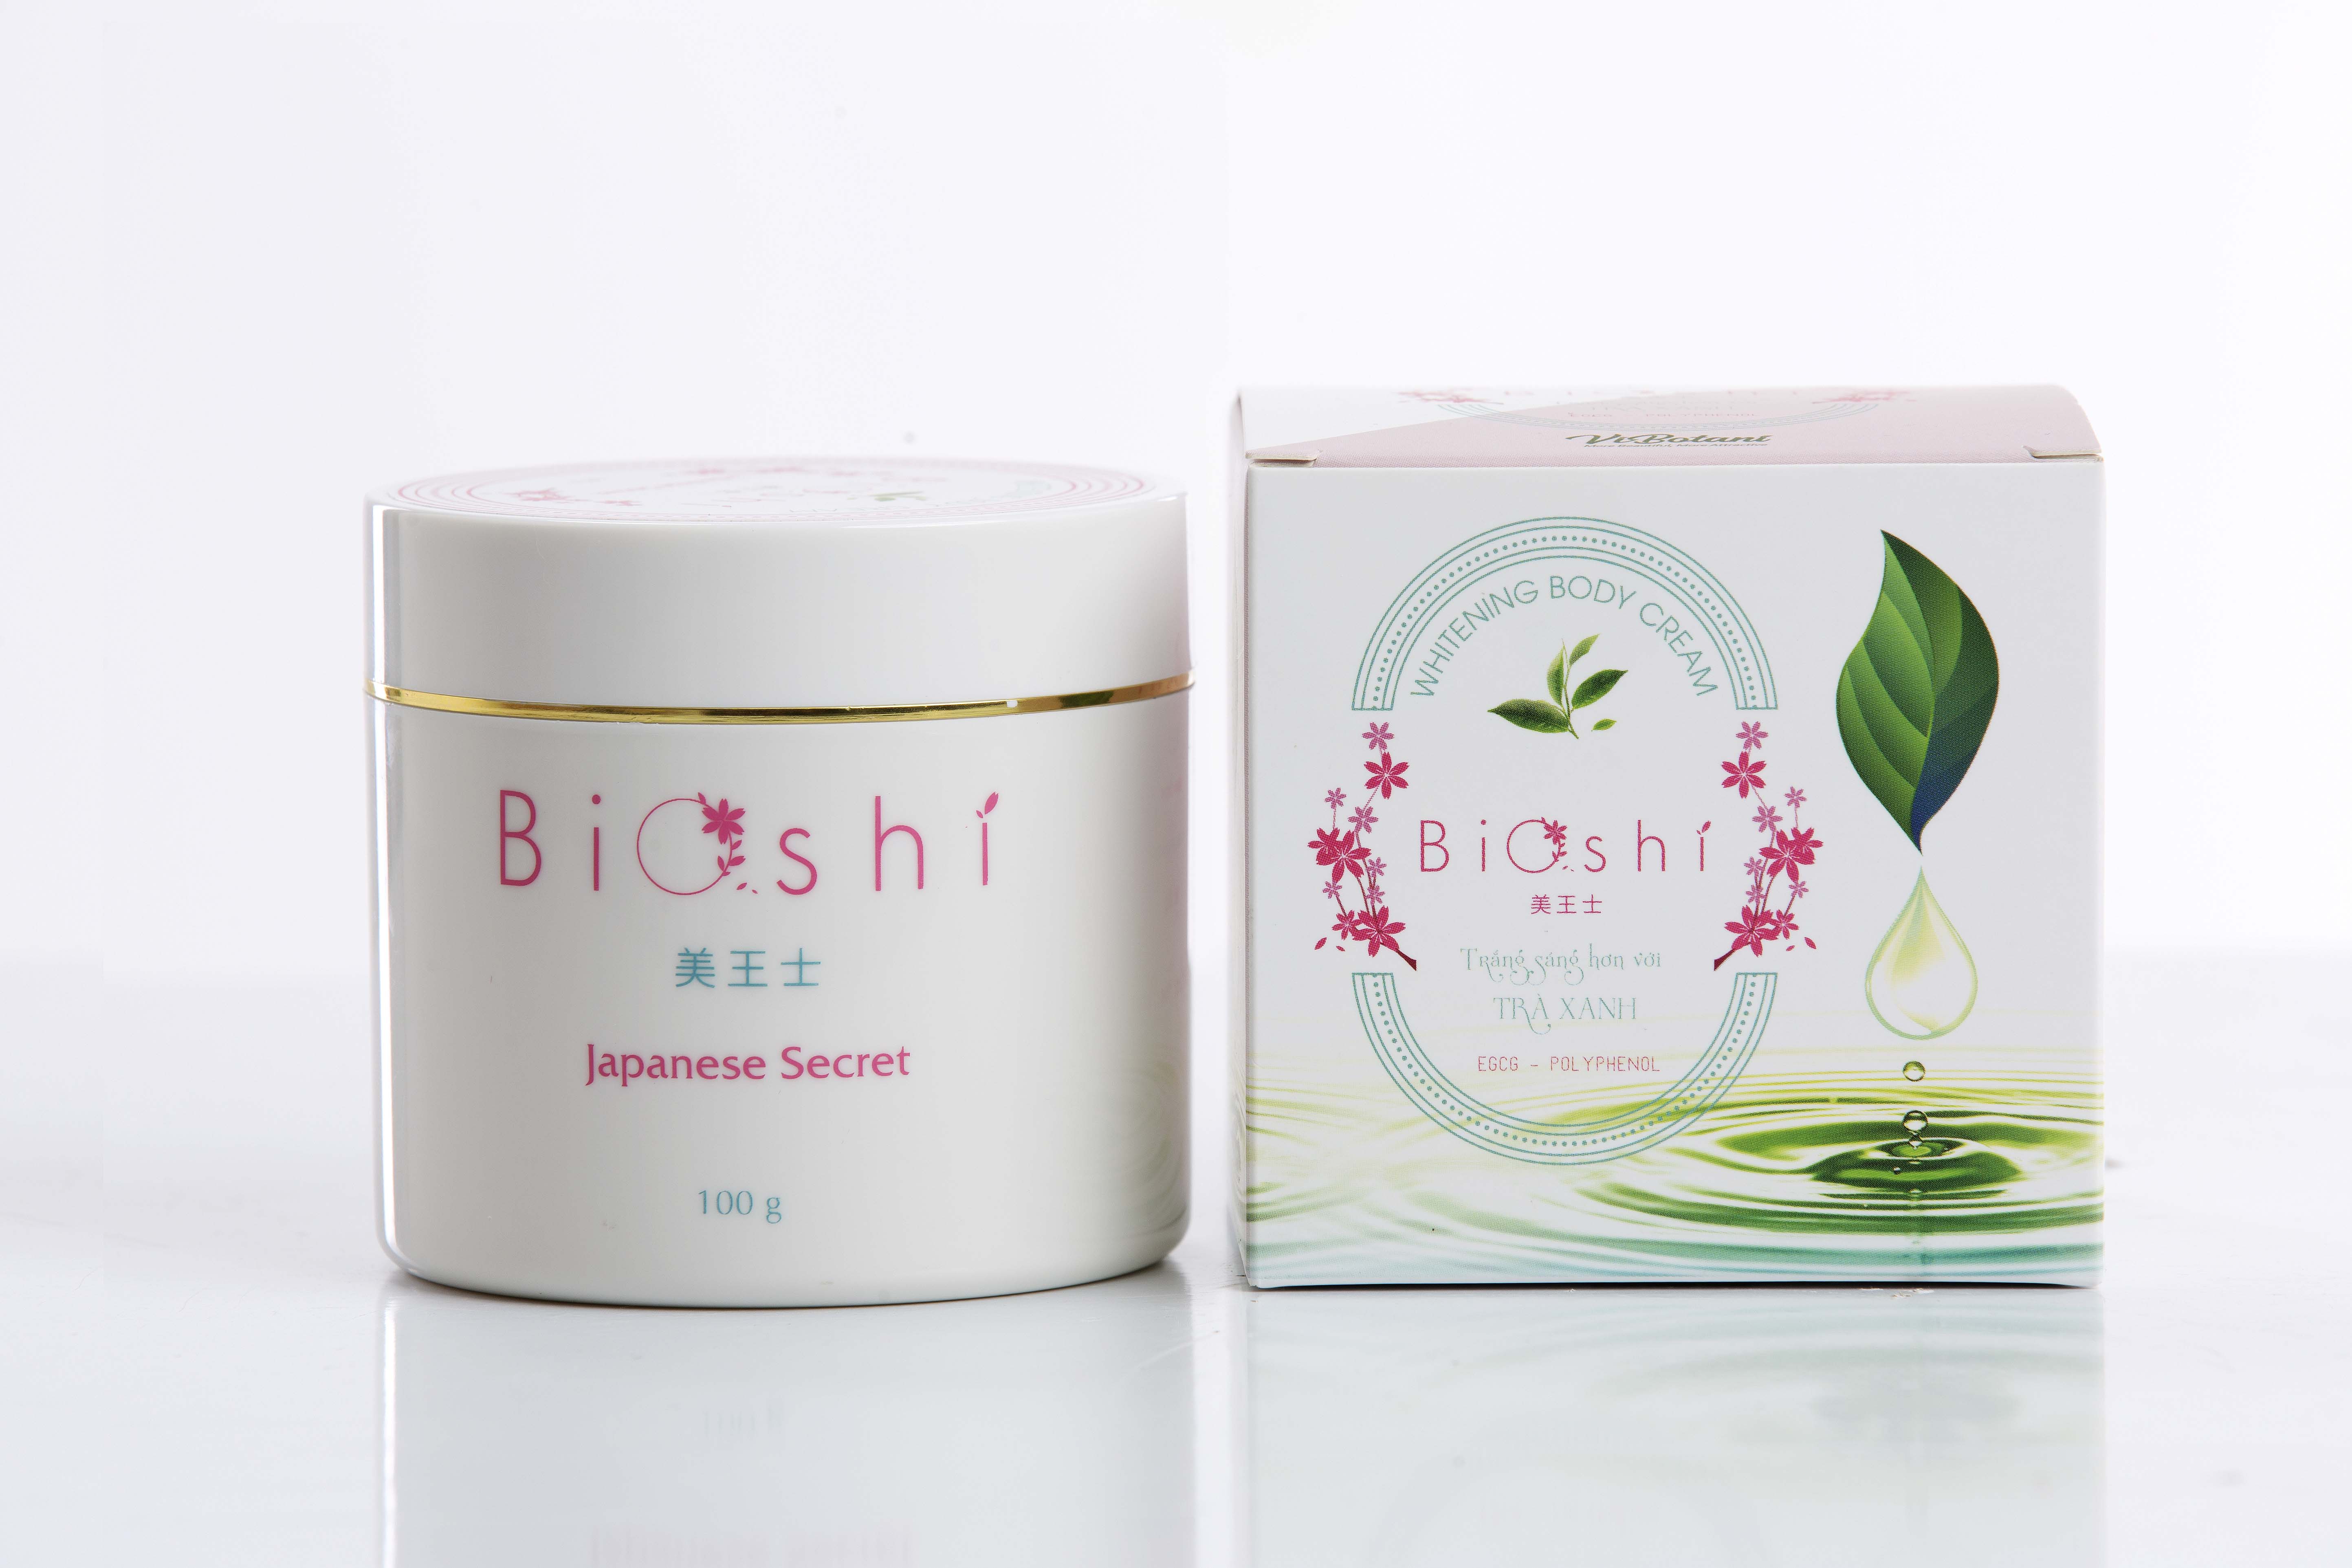 Bioshi
美王士
Japanese Secret
100 g
ViBotani
WHITENING BODY CREAM
Bioshi
美王士
Trắng sáng hơn với
TRÀ XANH
EGCG - POLYPHENOL